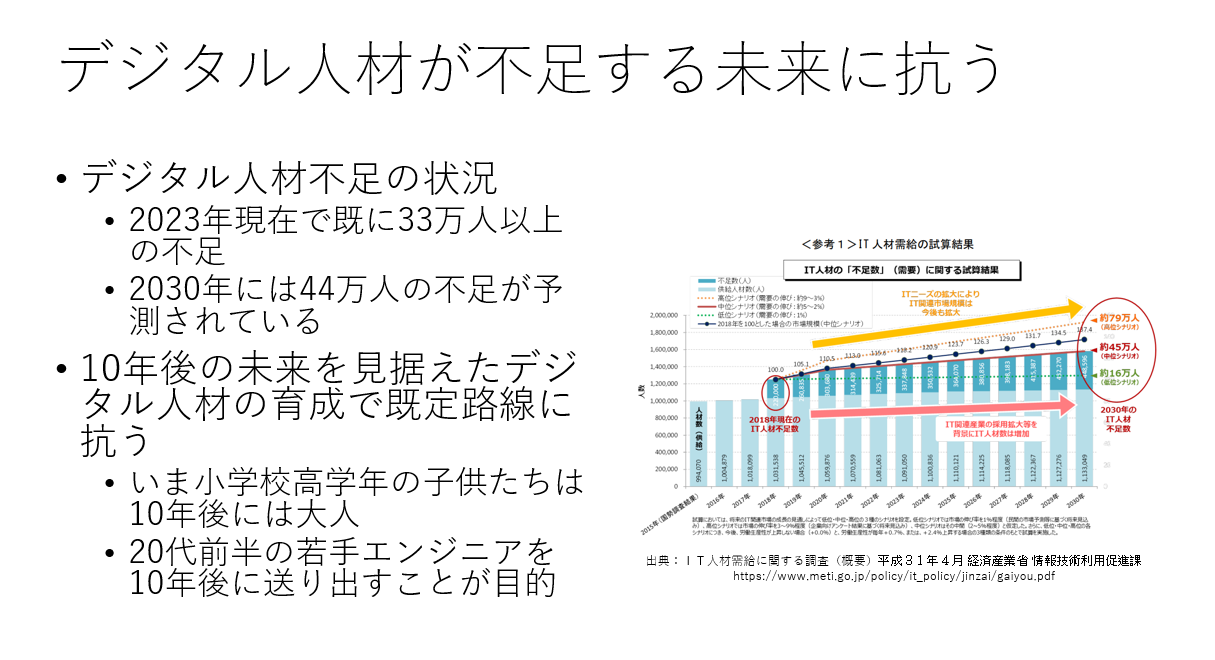 デジタル人材が不足する未来に抗う
• デジタル人材不足の状況
• 2023年現在で既に33万人以上
の不足
• 2030年には44万人の不足が予
測されている
• 10年後の未来を見据えたデジ
タル人材の育成で既定路線に
抗う
• いま小学校高学年の子供たちは
10年後には大人
• 20代前半の若手エンジニアを
10年後に送り出すことが目的
＜参考１＞IT 人材需給の試算結果
IT人材の「不足数」（需要）に関する試算結果
不足数(人)
供給人材数(人)
高位シナリオ(需要の伸び：約9～3%)
中位シナリオ(需要の伸び：約5～2%)
低位シナリオ(需要の伸び：1%)
2018年を100とした場合の市場規模(中位シナリオ)
ITニーズの拡大により
IT関連市場規模は
今後も拡大
人数
2,000,000
1,800,000
1,600,000
1,400,000
1,200,000
1,000,000
800,000
600,000
400,000
200,000
0
100.0
105.1
110.5
115.6
118.2
120.9
123.7
126.3
129.0
131.7
134.5
137.4
約79万人
(高位シナリオ)
約45万人
(中位シナリオ)
約16万人
(低位シナリオ)
314,439
325,714
337,848
350,532
364,070
380,856
398,183
415,387
432,270
2018年現在の
IT人材不足数
2030年の
IT人材
不足数
IT関連産業の採用拡大等を
背景にIT人材数は増加
人材数（供給）
994,070
1,004,879
1,018,099
1,031,538
1,045,512
1,059,876
1,070,559
1,081,063
1,091,050
1,100,836
1,110,121
1,114,225
1,118,085
1,122,367
1,127,276
1,133,049
2015年(国勢調査結果)
2016年
2017年
2018年
2019年
2020年
2021年
2022年
2023年
2024年
2025年
2026年
2027年
2028年
2029年
2030年
出典：ＩＴ人材需給に関する調査（概要）平成３１年４月 経済産業省 情報技術利用促進課
https://www.meti.go.jp/policy/it_policy/jinzai/gaiyou.pdf